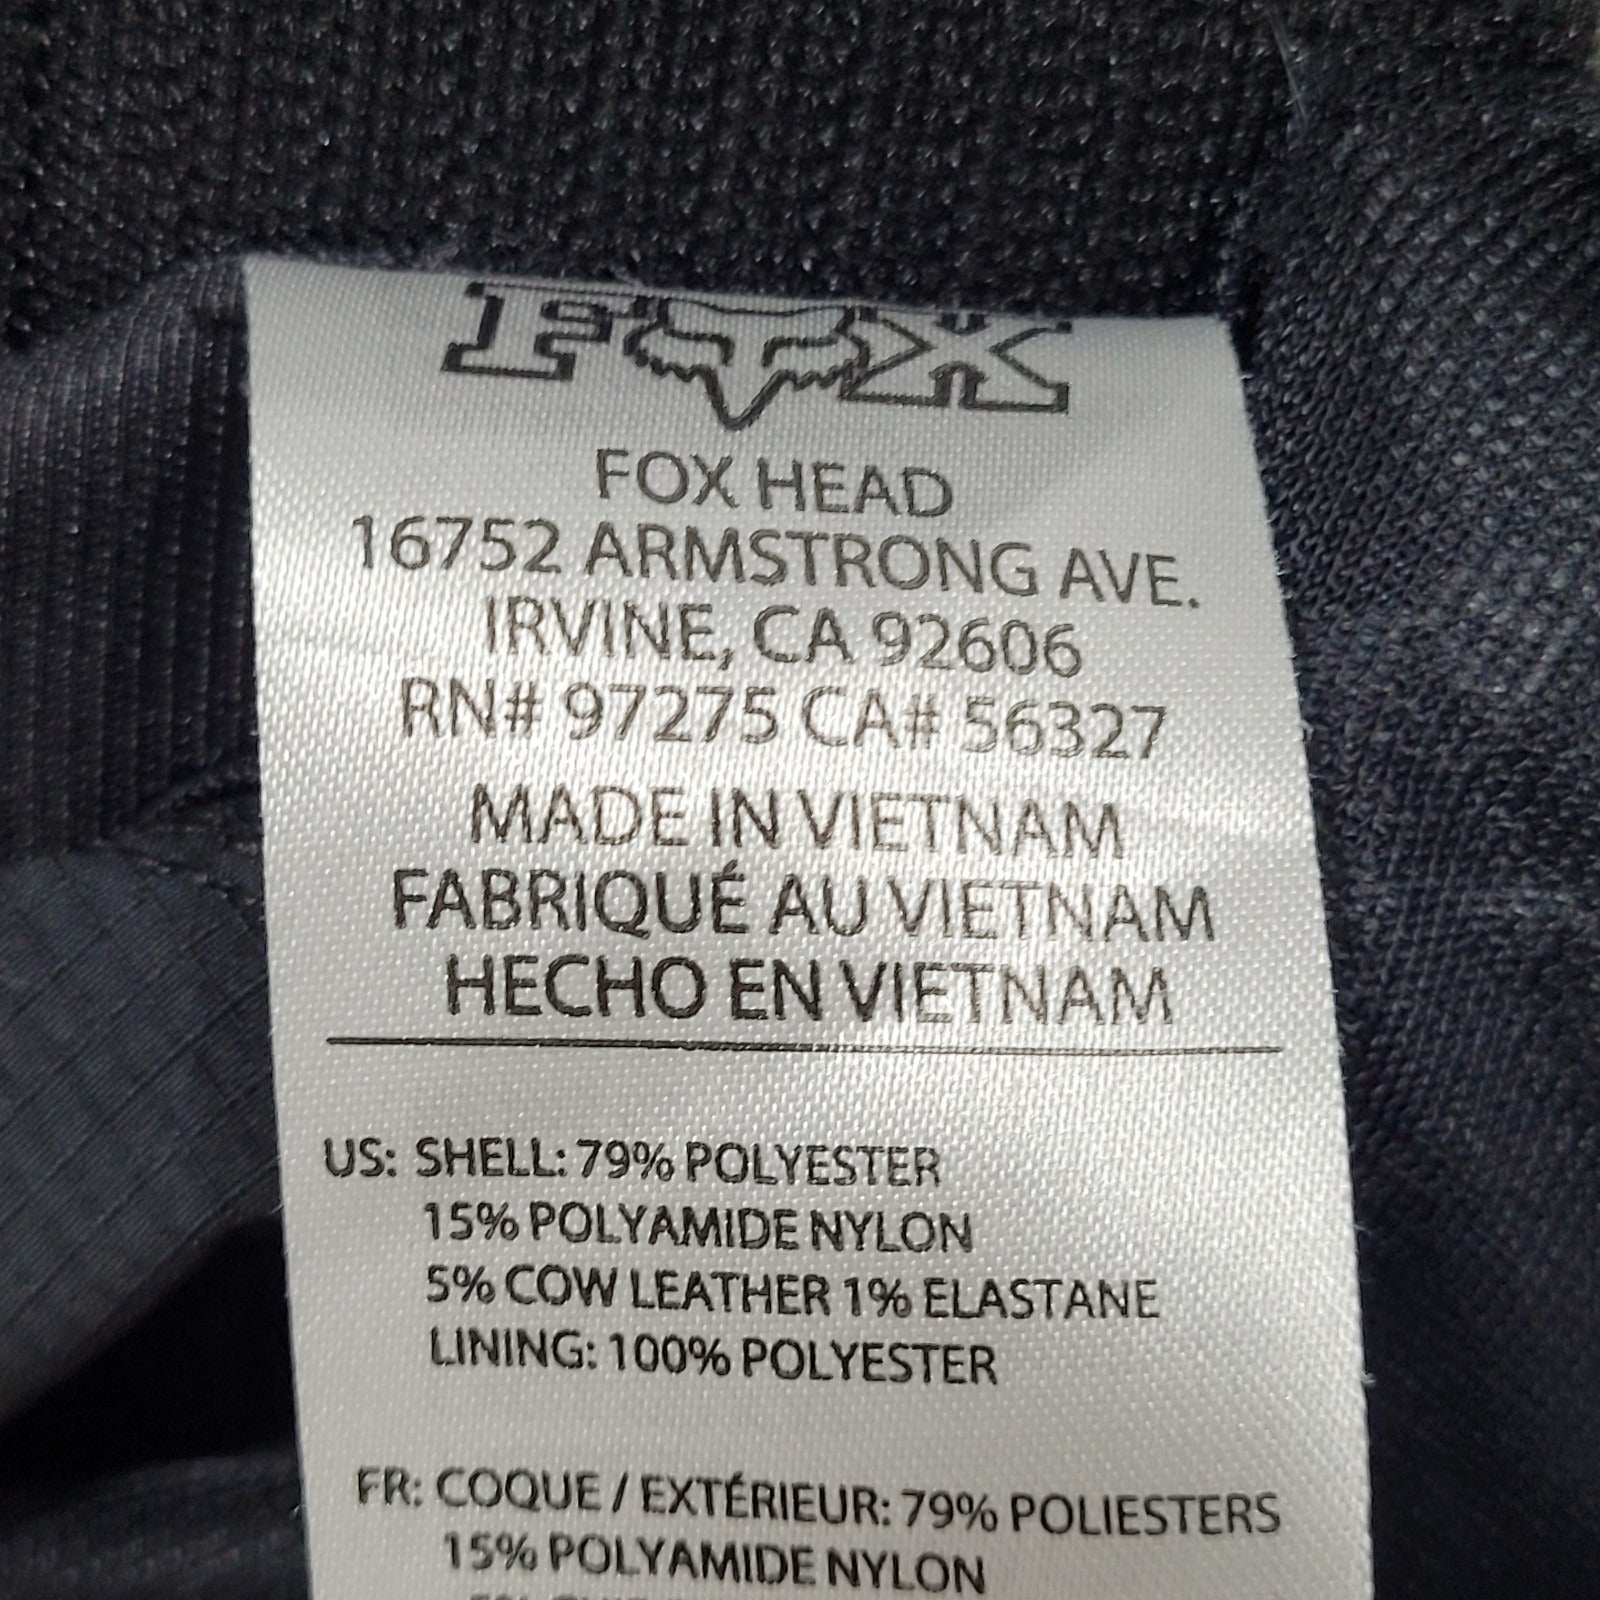 FOX
FOX HEAD
16752 ARMSTRONG AVE.
IRVINE, CA 92606
RN# 97275 CA# 56327
MADE IN VIETNAM
FABRIQUÉ AU VIETNAM
HECHO EN VIETNAM
US: SHELL: 79% POLYESTER
15% POLYAMIDE NYLON
5% COW LEATHER 1% ELASTANE
LINING: 100% POLYESTER
FR: COQUE / EXTÉRIEUR: 79% POLIESTERS
15% POLYAMIDE NYLON